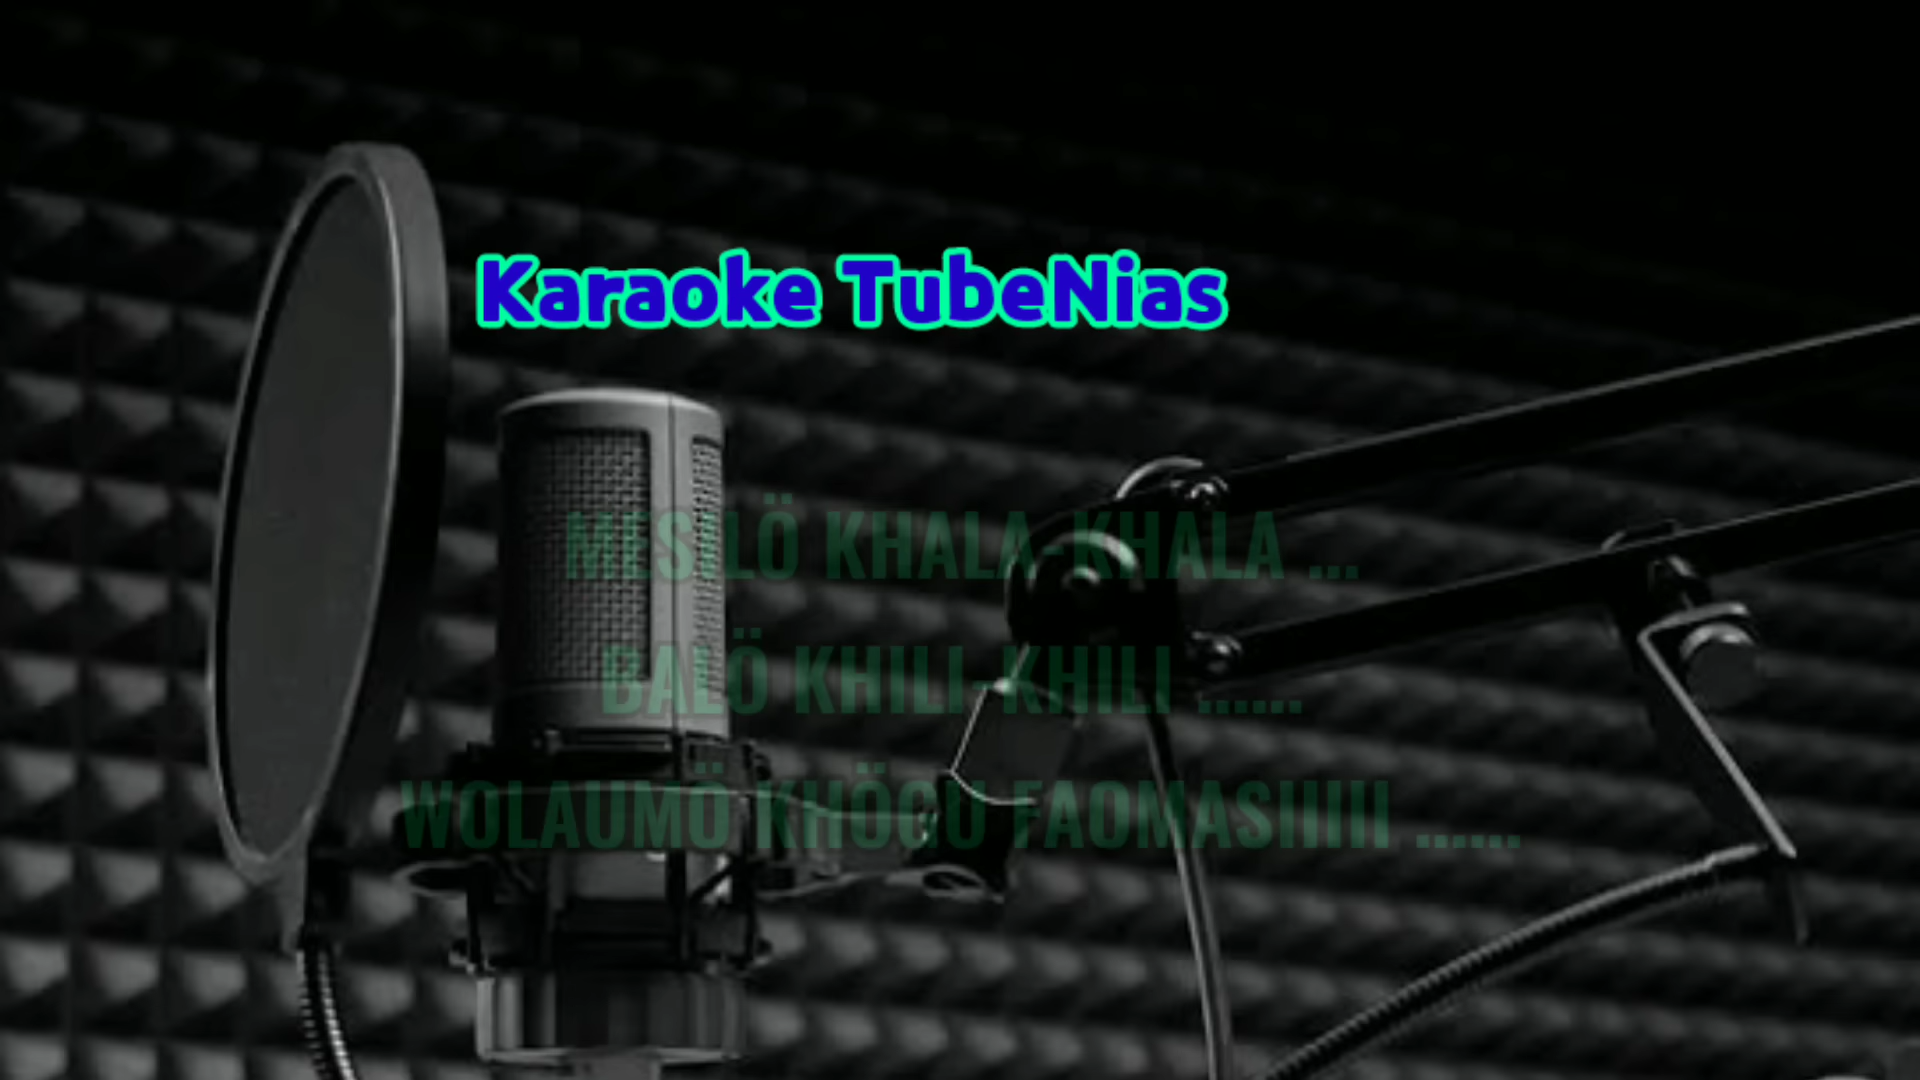 Karaoke TubeNias
MESILÖ KHALA-KHALA ...
BALÖ KHILI-KHILI ......
WOLAUMÖ KHÖGU FAOMASIIIII ......